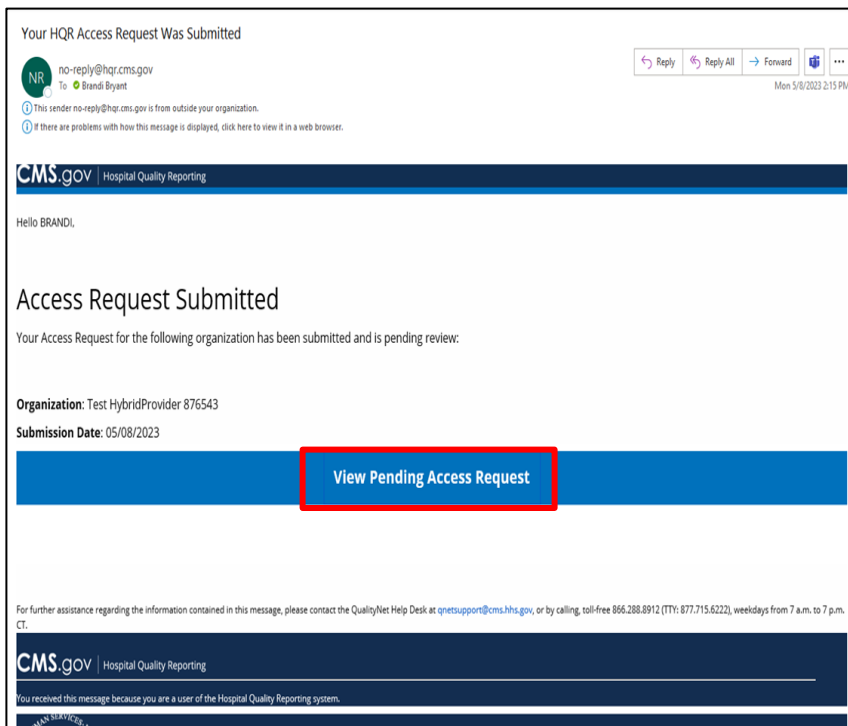 Your HQR Access Request Was Submitted
NR
no-reply@hqr.cms.gov
To Brandi Bryant
Reply Reply All Forward
Mon 5/8/2023 2:15 PM
This sender no-reply@hqr.cms.gov is from outside your organization.
If there are problems with how this message is displayed, click here to view it in a web browser.
CMS.gov | Hospital Quality Reporting
Hello BRANDI,
Access Request Submitted
Your Access Request for the following organization has been submitted and is pending review:
Organization: Test HybridProvider 876543
Submission Date: 05/08/2023
View Pending Access Request
For further assistance regarding the information contained in this message, please contact the QualityNet Help Desk at qnetsupport@cms.hhs.gov, or by calling, toll-free 866.288.8912 (TTY: 877.715.6222), weekdays from 7 a.m. to 7 p.m.
CT.
CMS.gov | Hospital Quality Reporting
You received this message because you are a user of the Hospital Quality Reporting system.